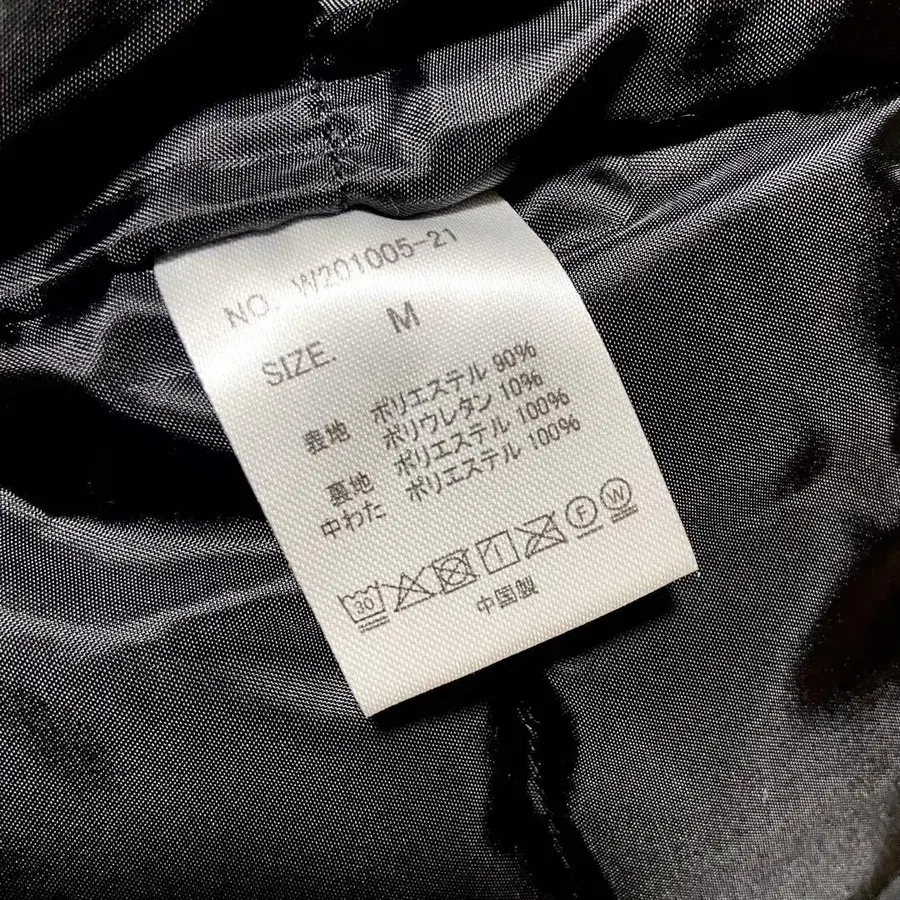 NO. W201005-21
SIZE. M
表地 ポリエステル 90%
ポリウレタン 10%
裏地 ポリエステル 100%
中わた ポリエステル 100%
30 F W
中国製